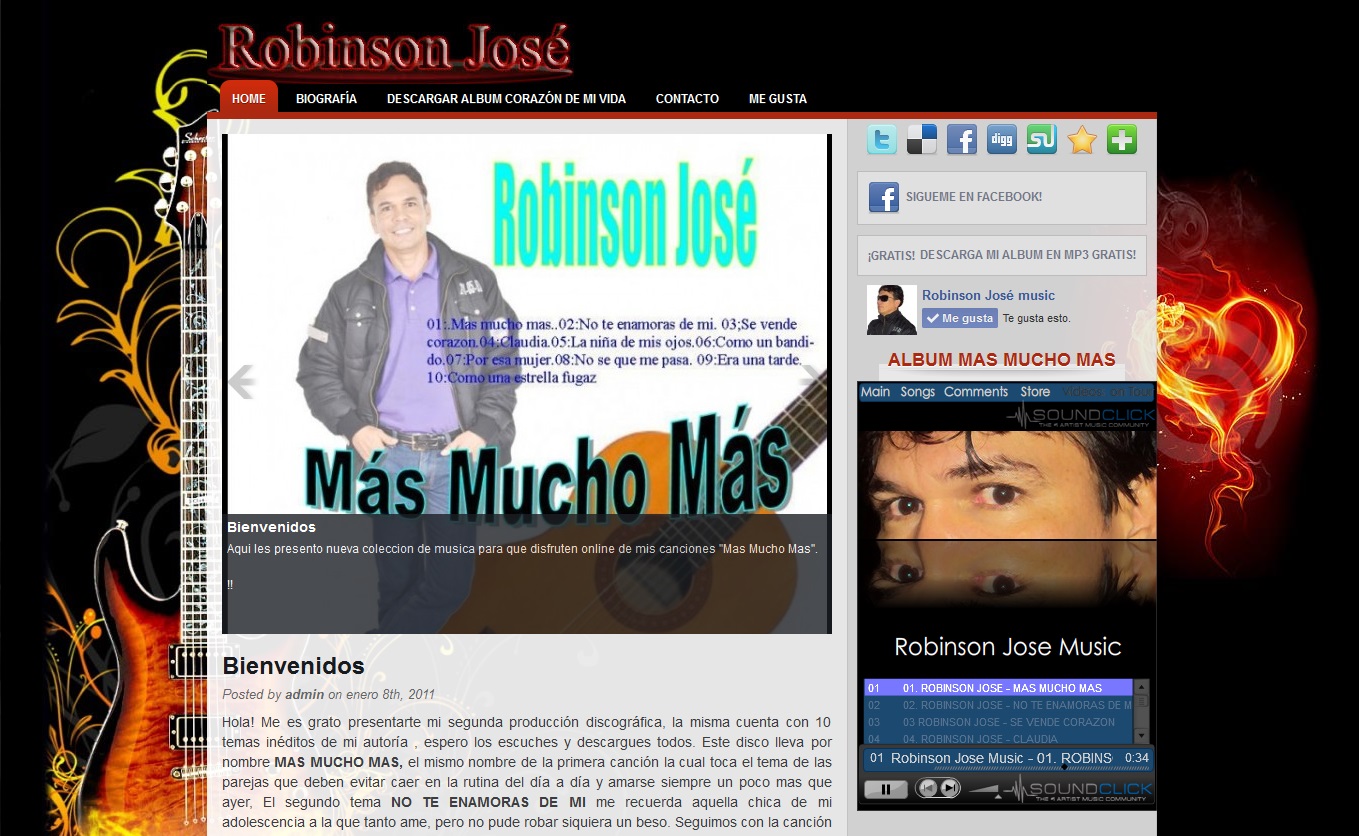 Robinson José
HOME BIOGRAFÍA DESCARGAR ALBUM CORAZÓN DE MI VIDA CONTACTO ME GUSTA
Robinson José
01:.Mas mucho mas..02:No te enamoras de mi. 03;Se vende
corazon.04:Claudia.05:La niña de mis ojos.06:Como un bandi-
do.07:Por esa mujer.08:No se que me pasa. 09:Era una tarde.
10:Como una estrella fugaz
Más Mucho Más
Bienvenidos
Aqui les presento nueva coleccion de musica para que disfruten online de mis canciones "Mas Mucho Mas".
!!
Bienvenidos
Posted by admin on enero 8th, 2011
Hola! Me es grato presentarte mi segunda producción discográfica, la misma cuenta con 10
temas inéditos de mi autoría , espero los escuches y descargues todos. Este disco lleva por
nombre MAS MUCHO MAS, el mismo nombre de la primera canción la cual toca el tema de las
parejas que deben evitar caer en la rutina del día a día y amarse siempre un poco mas que
ayer, El segundo tema NO TE ENAMORAS DE MI me recuerda aquella chica de mi
adolescencia a la que tanto ame, pero no pude robar siquiera un beso. Seguimos con la canción
digg
SIGUEME EN FACEBOOK!
¡GRATIS! DESCARGA MI ALBUM EN MP3 GRATIS!
Robinson José music
Me gusta Te gusta esto.
ALBUM MAS MUCHO MAS
Main Songs Comments Store Videos on Tour
SOUNDCLICK
THE #1 ARTIST MUSIC COMMUNITY
Robinson Jose Music
01 01. ROBINSON JOSE - MAS MUCHO MAS
02 02. ROBINSON JOSE - NO TE ENAMORAS DE M
03 03 ROBINSON JOSE - SE VENDE CORAZON
04 04. ROBINSON JOSE - CLAUDIA
01 Robinson Jose Music - 01. ROBINS 0:34
SOUNDCLICK
THE #1 ARTIST MUSIC COMMUNITY